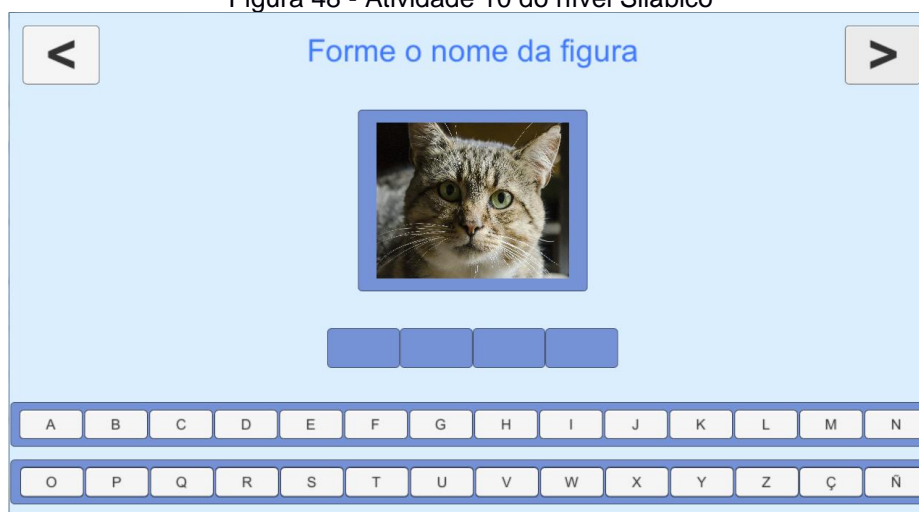 Figura 48 - Atividade 10 do nível Silábico
< Forme o nome da figura >
A B C D E F G H I J K L M N
O P Q R S T U V W X Y Z Ç Ñ